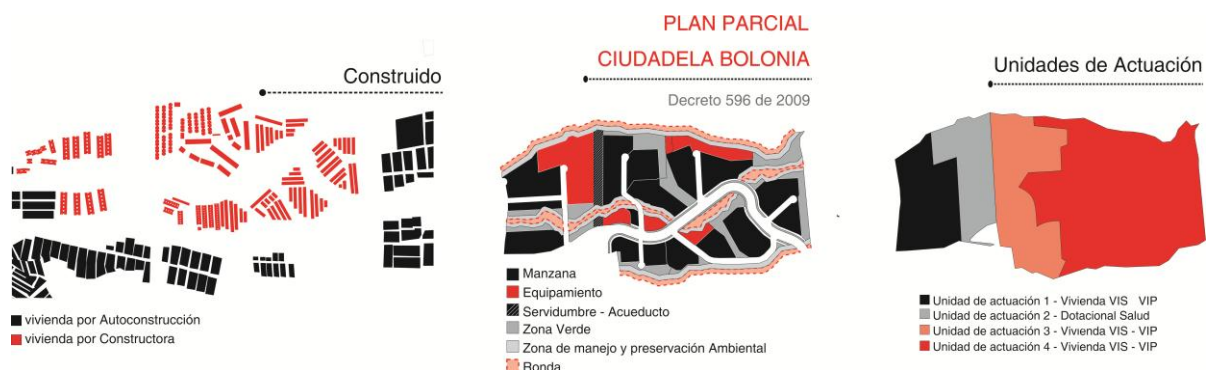 Construido
vivienda por Autoconstrucción
vivienda por Constructora
PLAN PARCIAL
CIUDADELA BOLONIA
Decreto 596 de 2009
Manzana
Equipamiento
Servidumbre - Acueducto
Zona Verde
Zona de manejo y preservación Ambiental
Ronda
Unidades de Actuación
Unidad de actuación 1 - Vivienda VIS VIP
Unidad de actuación 2 - Dotacional Salud
Unidad de actuación 3 - Vivienda VIS - VIP
Unidad de actuación 4 - Vivienda VIS - VIP